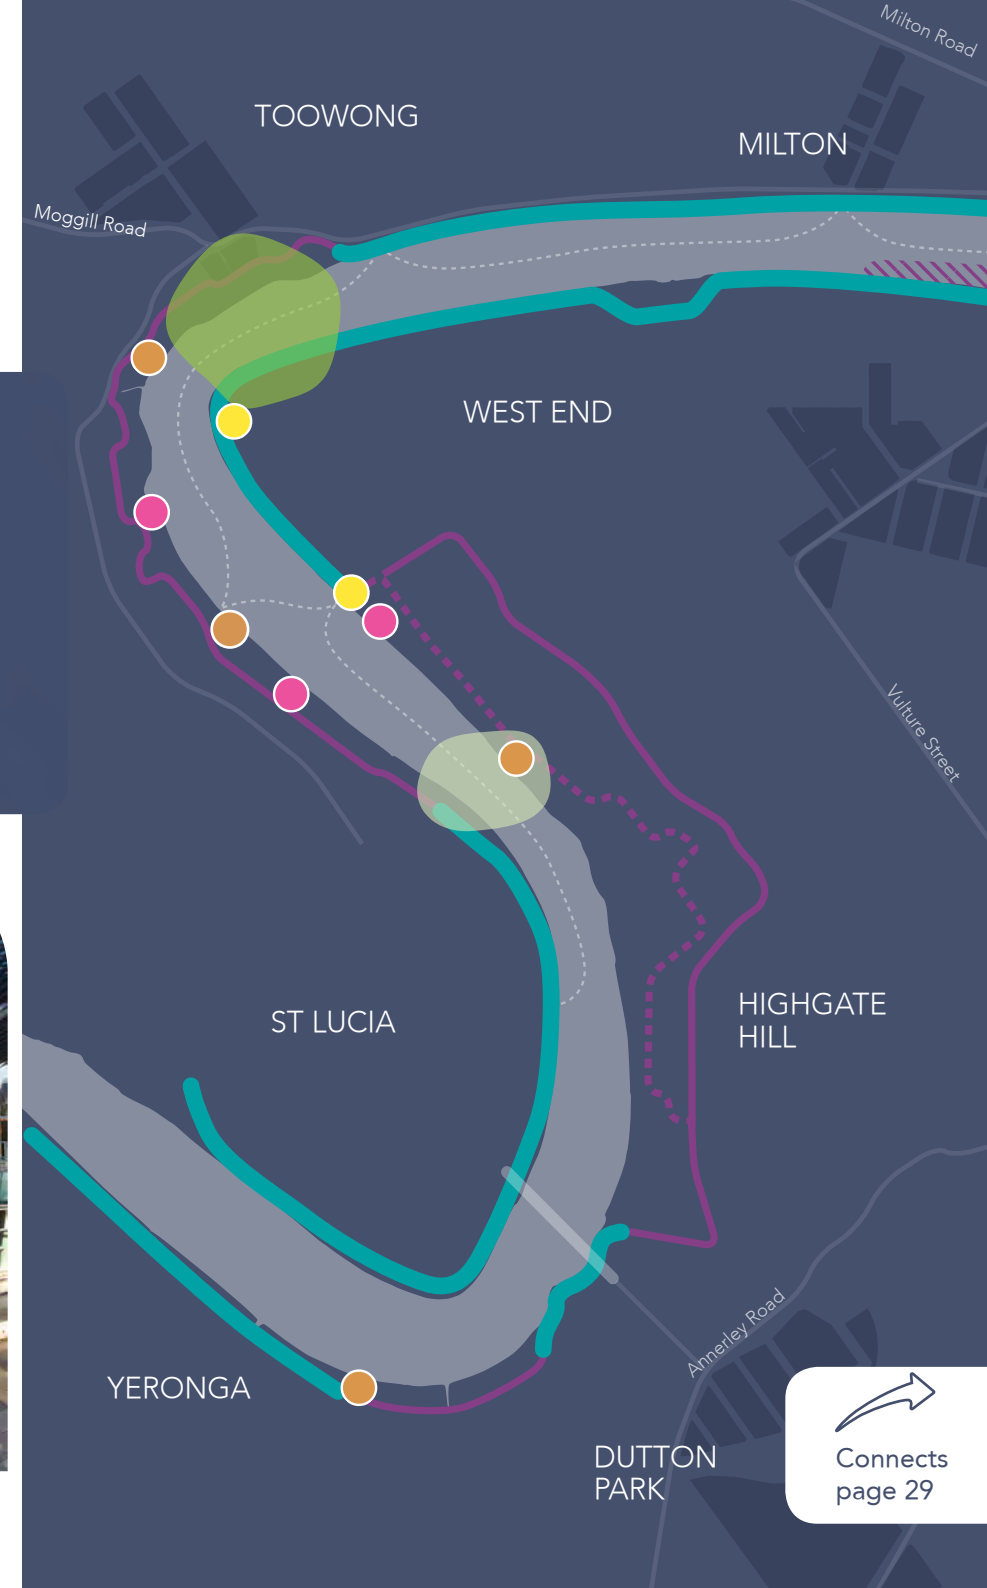 Milton Road
TOOWONG
MILTON
Moggill Road
WEST END
Vulture Street
ST LUCIA
HIGHGATE
HILL
Annerley Road
YERONGA
DUTTON
PARK
Connects
page 29